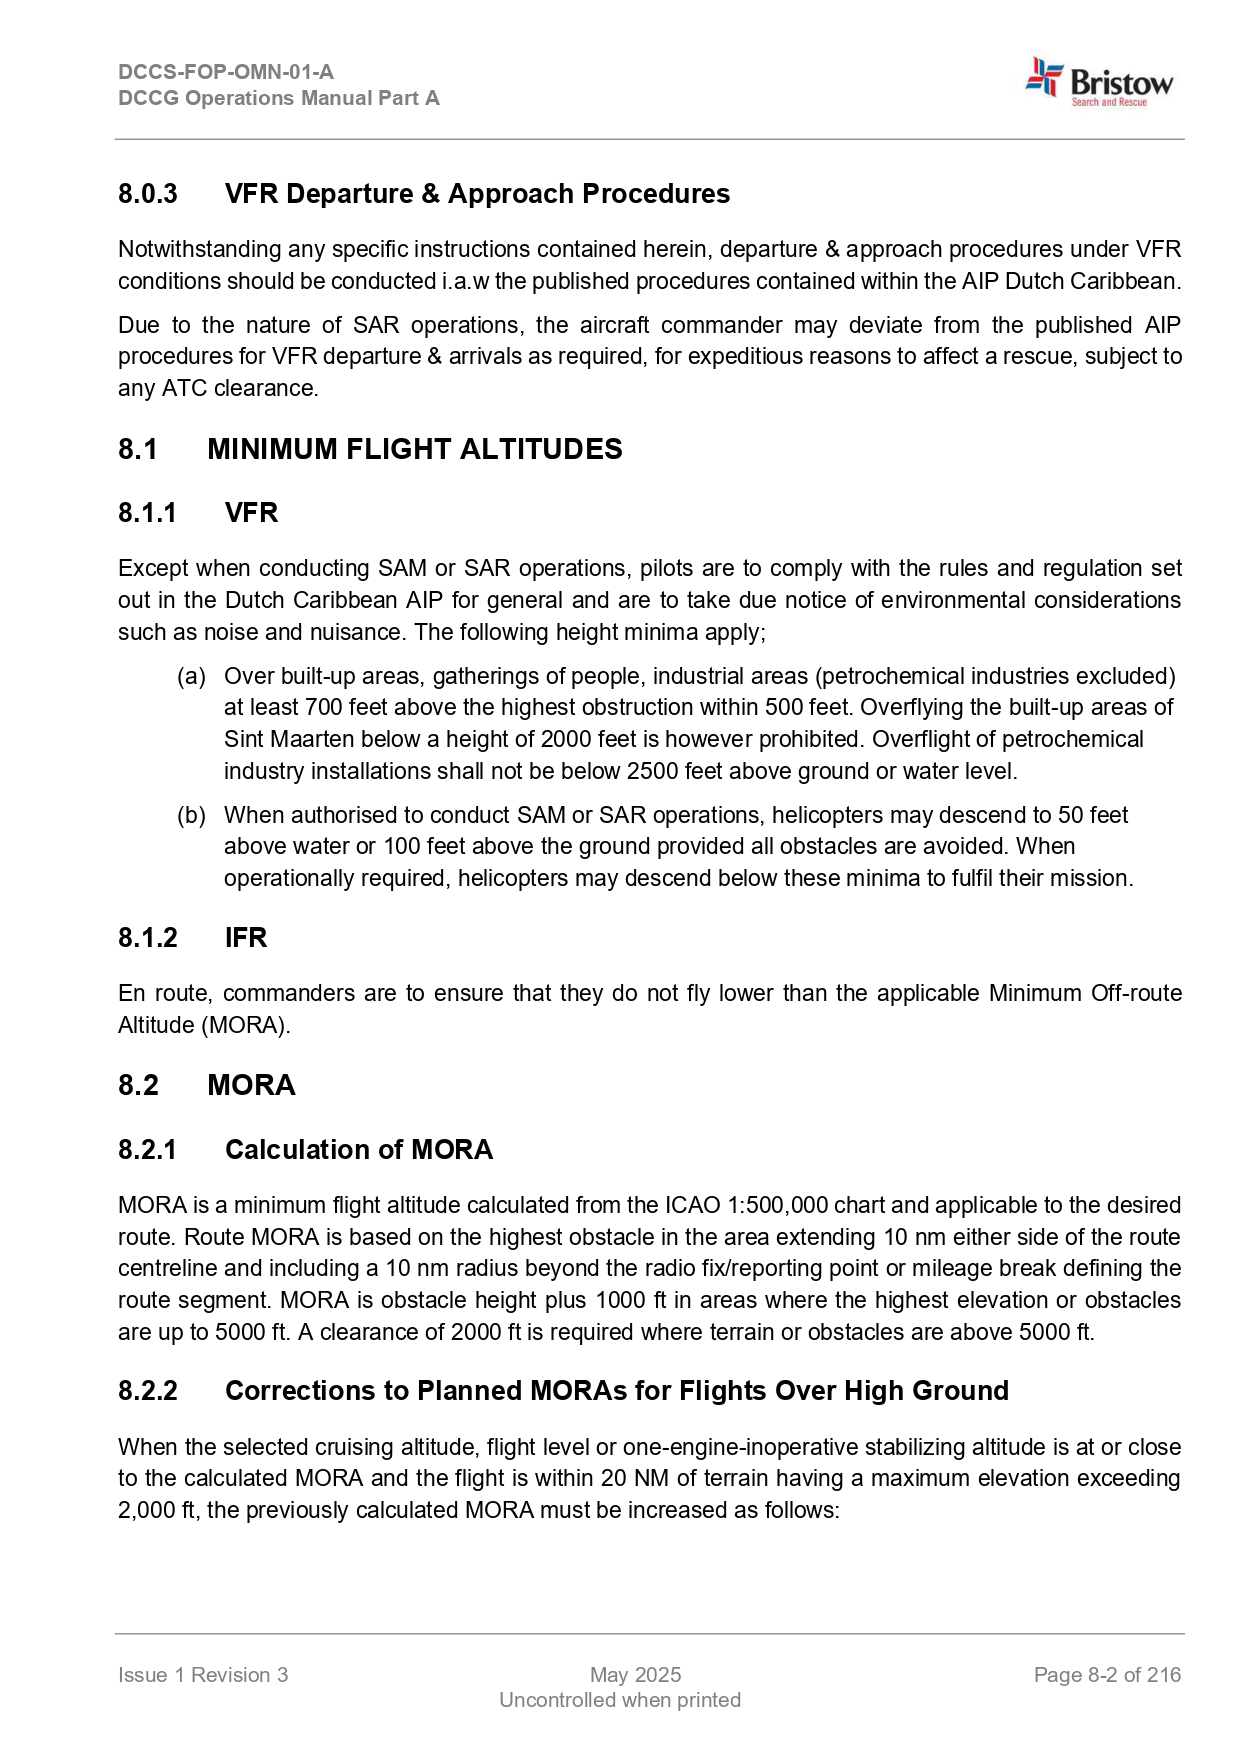 DCCS-FOP-OMN-01-A
DCCG Operations Manual Part A
Bristow
Search and Rescue
8.0.3 VFR Departure & Approach Procedures
Notwithstanding any specific instructions contained herein, departure & approach procedures under VFR
conditions should be conducted i.a.w the published procedures contained within the AIP Dutch Caribbean.
Due to the nature of SAR operations, the aircraft commander may deviate from the published AIP
procedures for VFR departure & arrivals as required, for expeditious reasons to affect a rescue, subject to
any ATC clearance.
8.1 MINIMUM FLIGHT ALTITUDES
8.1.1 VFR
Except when conducting SAM or SAR operations, pilots are to comply with the rules and regulation set
out in the Dutch Caribbean AIP for general and are to take due notice of environmental considerations
such as noise and nuisance. The following height minima apply;
(a) Over built-up areas, gatherings of people, industrial areas (petrochemical industries excluded)
at least 700 feet above the highest obstruction within 500 feet. Overflying the built-up areas of
Sint Maarten below a height of 2000 feet is however prohibited. Overflight of petrochemical
industry installations shall not be below 2500 feet above ground or water level.
(b) When authorised to conduct SAM or SAR operations, helicopters may descend to 50 feet
above water or 100 feet above the ground provided all obstacles are avoided. When
operationally required, helicopters may descend below these minima to fulfil their mission.
8.1.2 IFR
En route, commanders are to ensure that they do not fly lower than the applicable Minimum Off-route
Altitude (MORA).
8.2 MORA
8.2.1 Calculation of MORA
MORA is a minimum flight altitude calculated from the ICAO 1:500,000 chart and applicable to the desired
route. Route MORA is based on the highest obstacle in the area extending 10 nm either side of the route
centreline and including a 10 nm radius beyond the radio fix/reporting point or mileage break defining the
route segment. MORA is obstacle height plus 1000 ft in areas where the highest elevation or obstacles
are up to 5000 ft. A clearance of 2000 ft is required where terrain or obstacles are above 5000 ft.
8.2.2 Corrections to Planned MORAs for Flights Over High Ground
When the selected cruising altitude, flight level or one-engine-inoperative stabilizing altitude is at or close
to the calculated MORA and the flight is within 20 NM of terrain having a maximum elevation exceeding
2,000 ft, the previously calculated MORA must be increased as follows:
Issue 1 Revision 3 May 2025 Page 8-2 of 216
Uncontrolled when printed